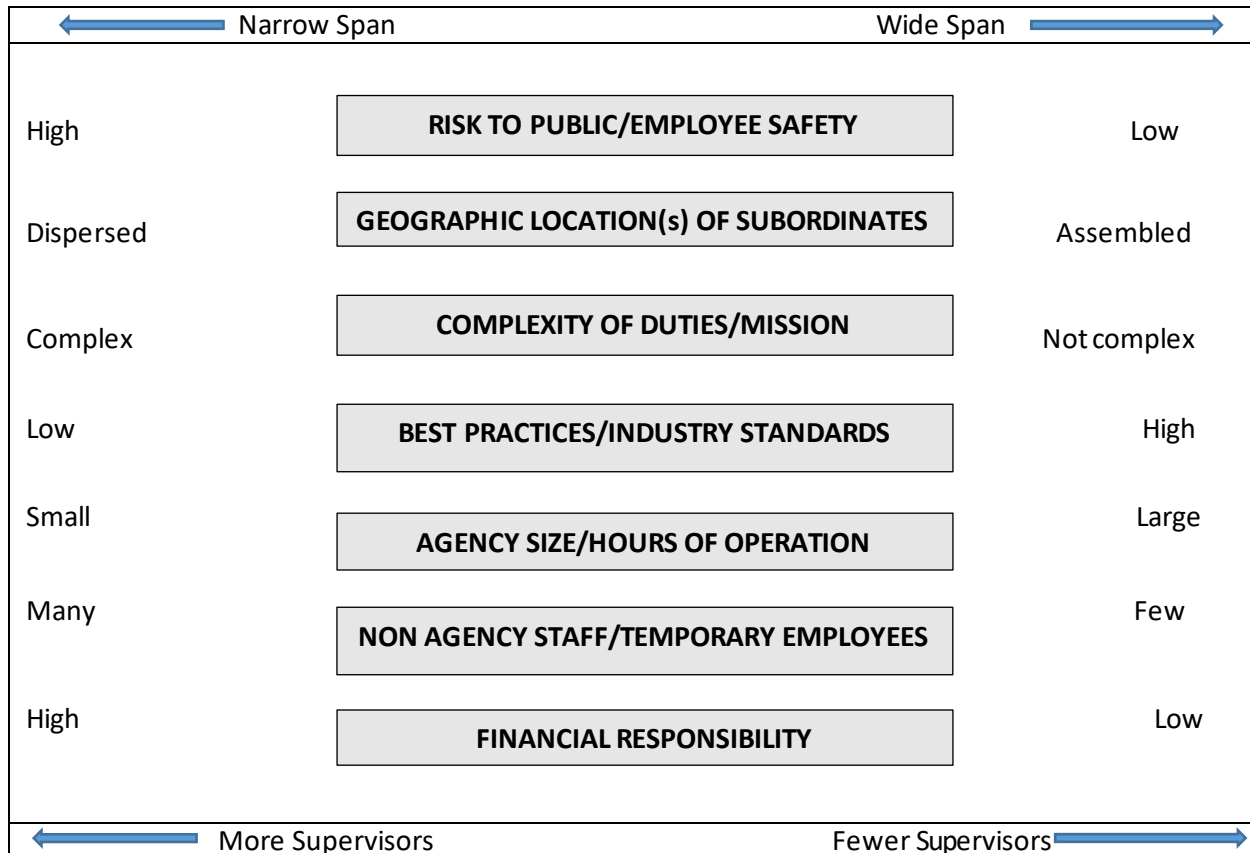 Narrow Span Wide Span
High RISK TO PUBLIC/EMPLOYEE SAFETY Low
Dispersed GEOGRAPHIC LOCATION(s) OF SUBORDINATES Assembled
Complex COMPLEXITY OF DUTIES/MISSION Not complex
Low BEST PRACTICES/INDUSTRY STANDARDS High
Small AGENCY SIZE/HOURS OF OPERATION Large
Many NON AGENCY STAFF/TEMPORARY EMPLOYEES Few
High FINANCIAL RESPONSIBILITY Low
More Supervisors Fewer Supervisors